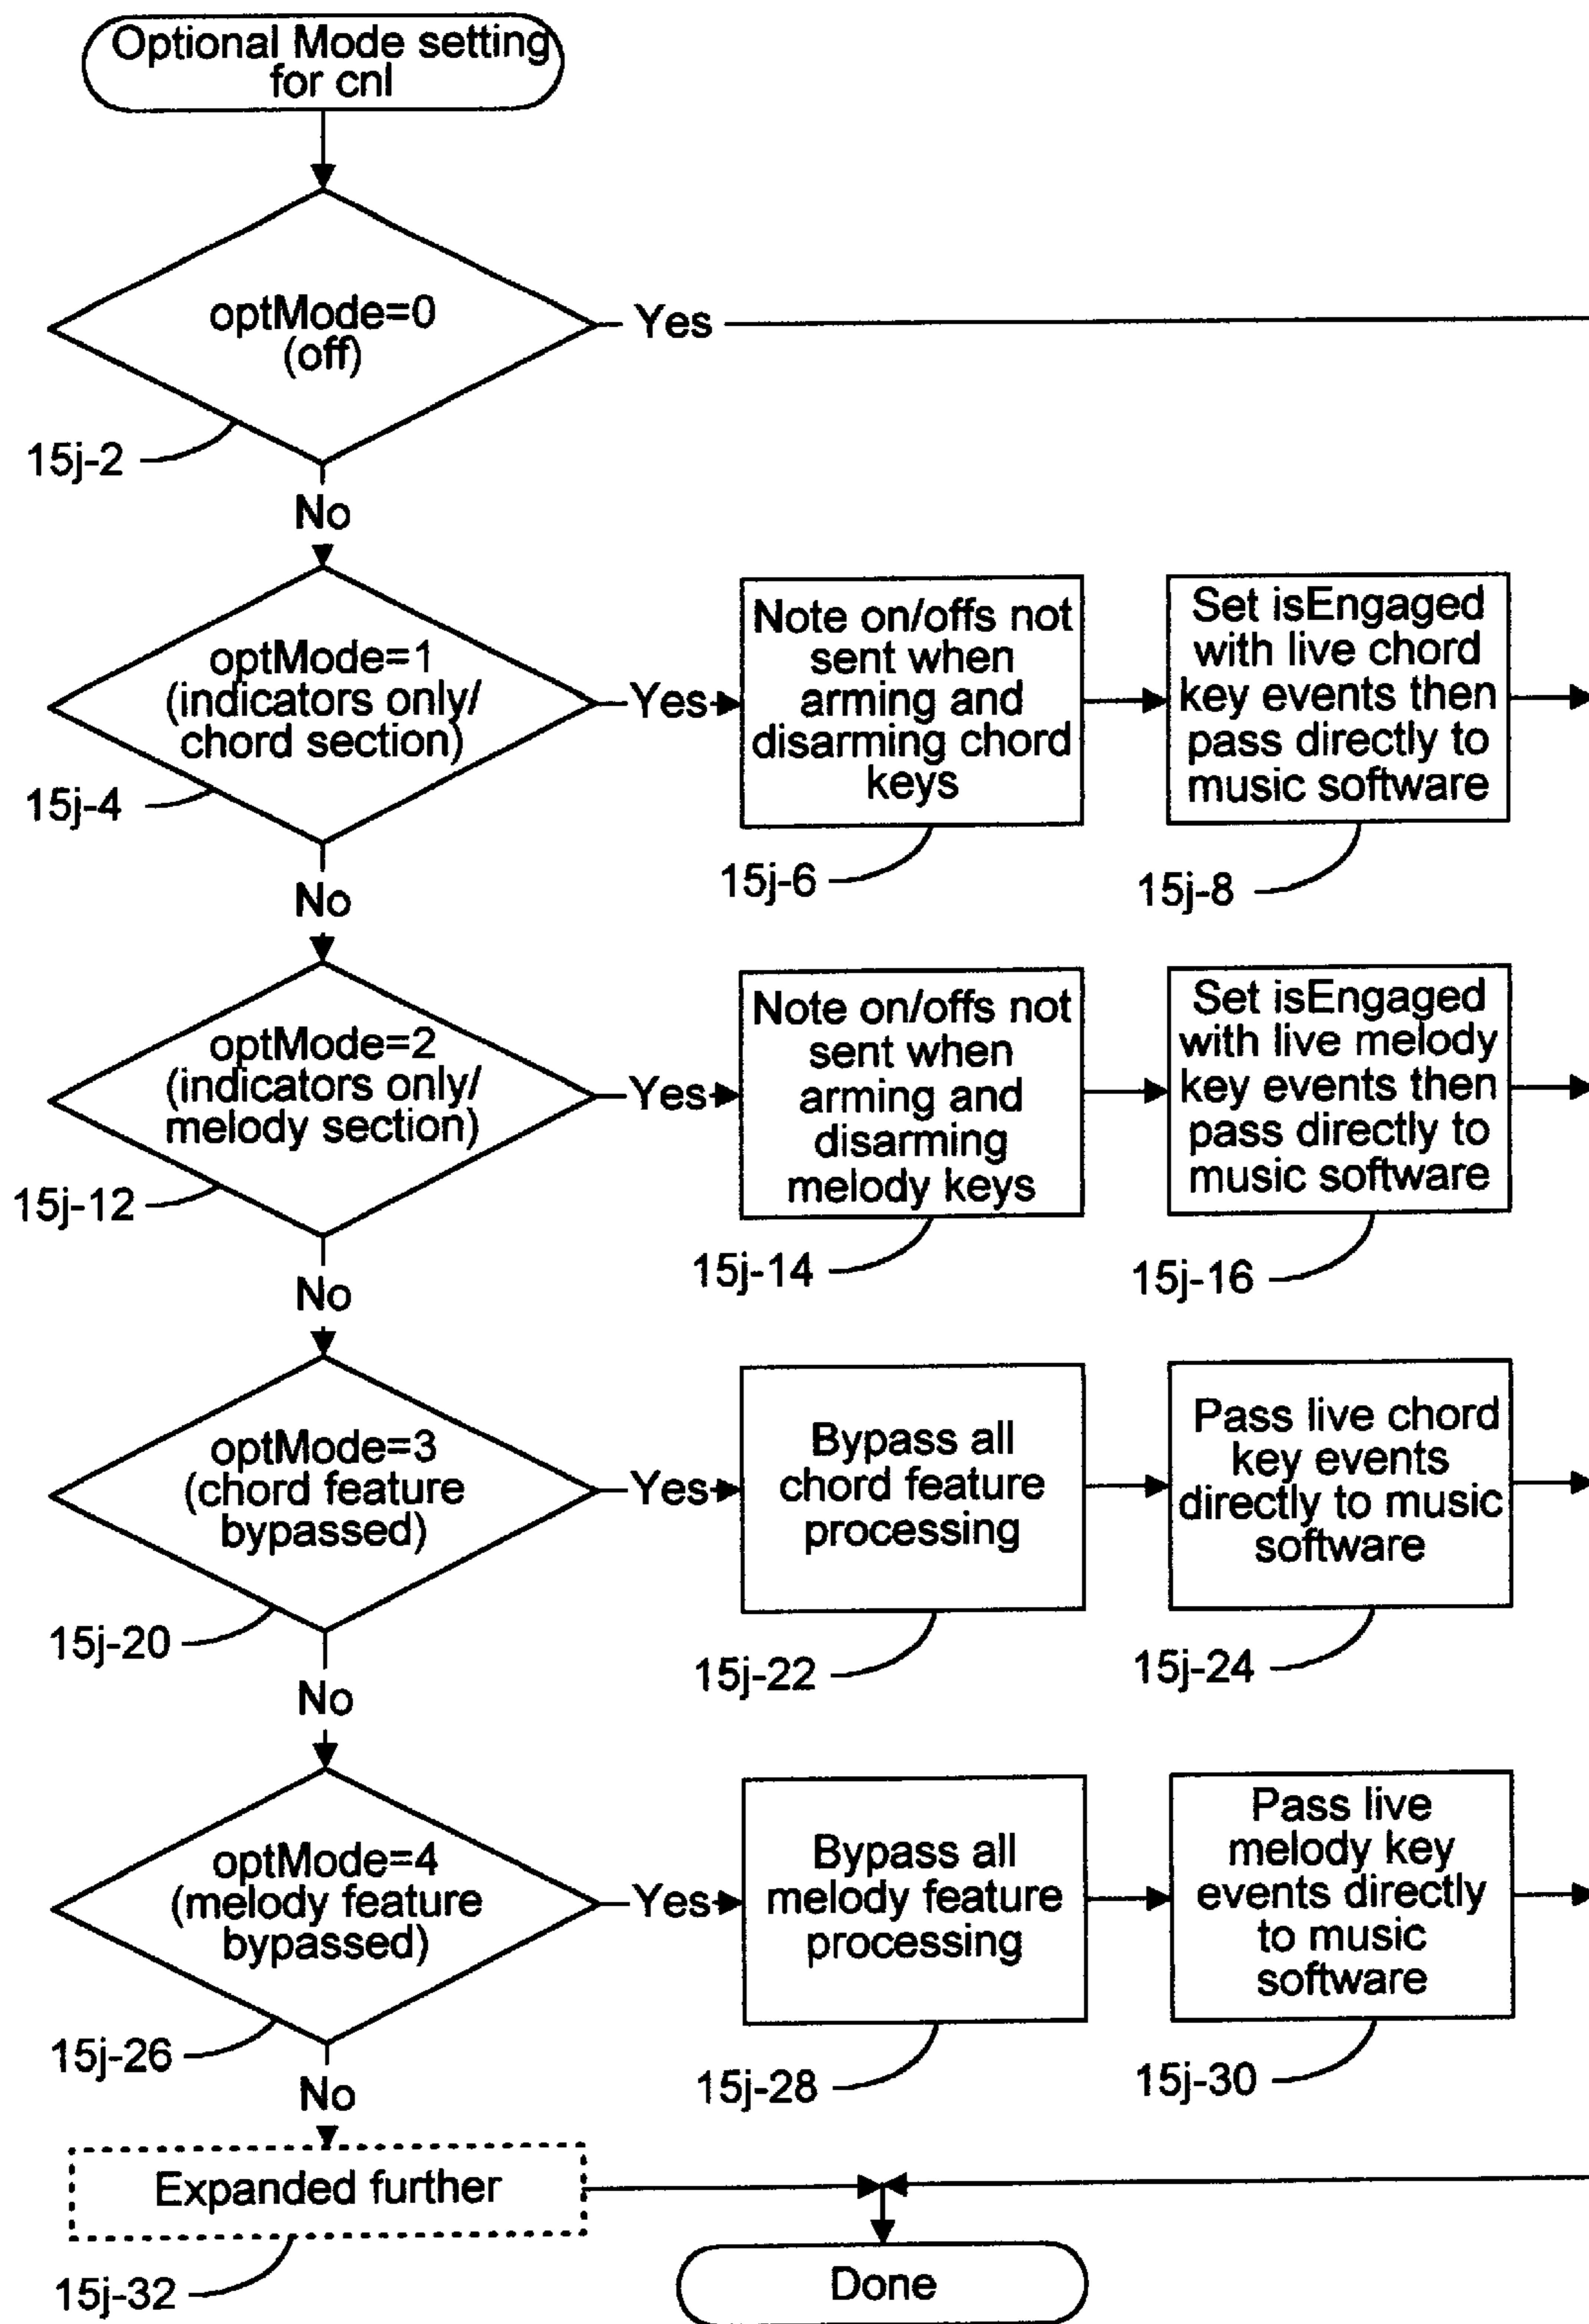 Optional Mode setting
for cnl
optMode=0
(off)
Yes
15j-2
No
optMode=1
(indicators only/
chord section)
Yes
Note on/offs not
sent when
arming and
disarming chord
keys
Set isEngaged
with live chord
key events then
pass directly to
music software
15j-4
15j-6
15j-8
No
optMode=2
(indicators only/
melody section)
Yes
Note on/offs not
sent when
arming and
disarming
melody keys
Set isEngaged
with live melody
key events then
pass directly to
music software
15j-12
15j-14
15j-16
No
optMode=3
(chord feature
bypassed)
Yes
Bypass all
chord feature
processing
Pass live chord
key events
directly to music
software
15j-20
15j-22
15j-24
No
optMode=4
(melody feature
bypassed)
Yes
Bypass all
melody feature
processing
Pass live
melody key
events directly
to music
software
15j-26
15j-28
15j-30
No
Expanded further
15j-32
Done